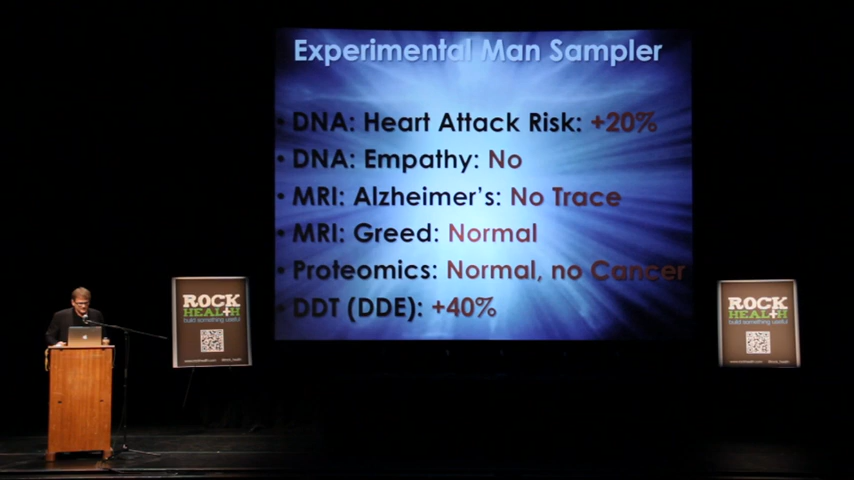 Experimental Man Sampler
• DNA: Heart Attack Risk: +20%
• DNA: Empathy: No
• MRI: Alzheimer's: No Trace
• MRI: Greed: Normal
• Proteomics: Normal, no Cancer
• DDT (DDE): +40%
ROCK
HEALTH
build something useful
ROCK
HEALTH
build something useful